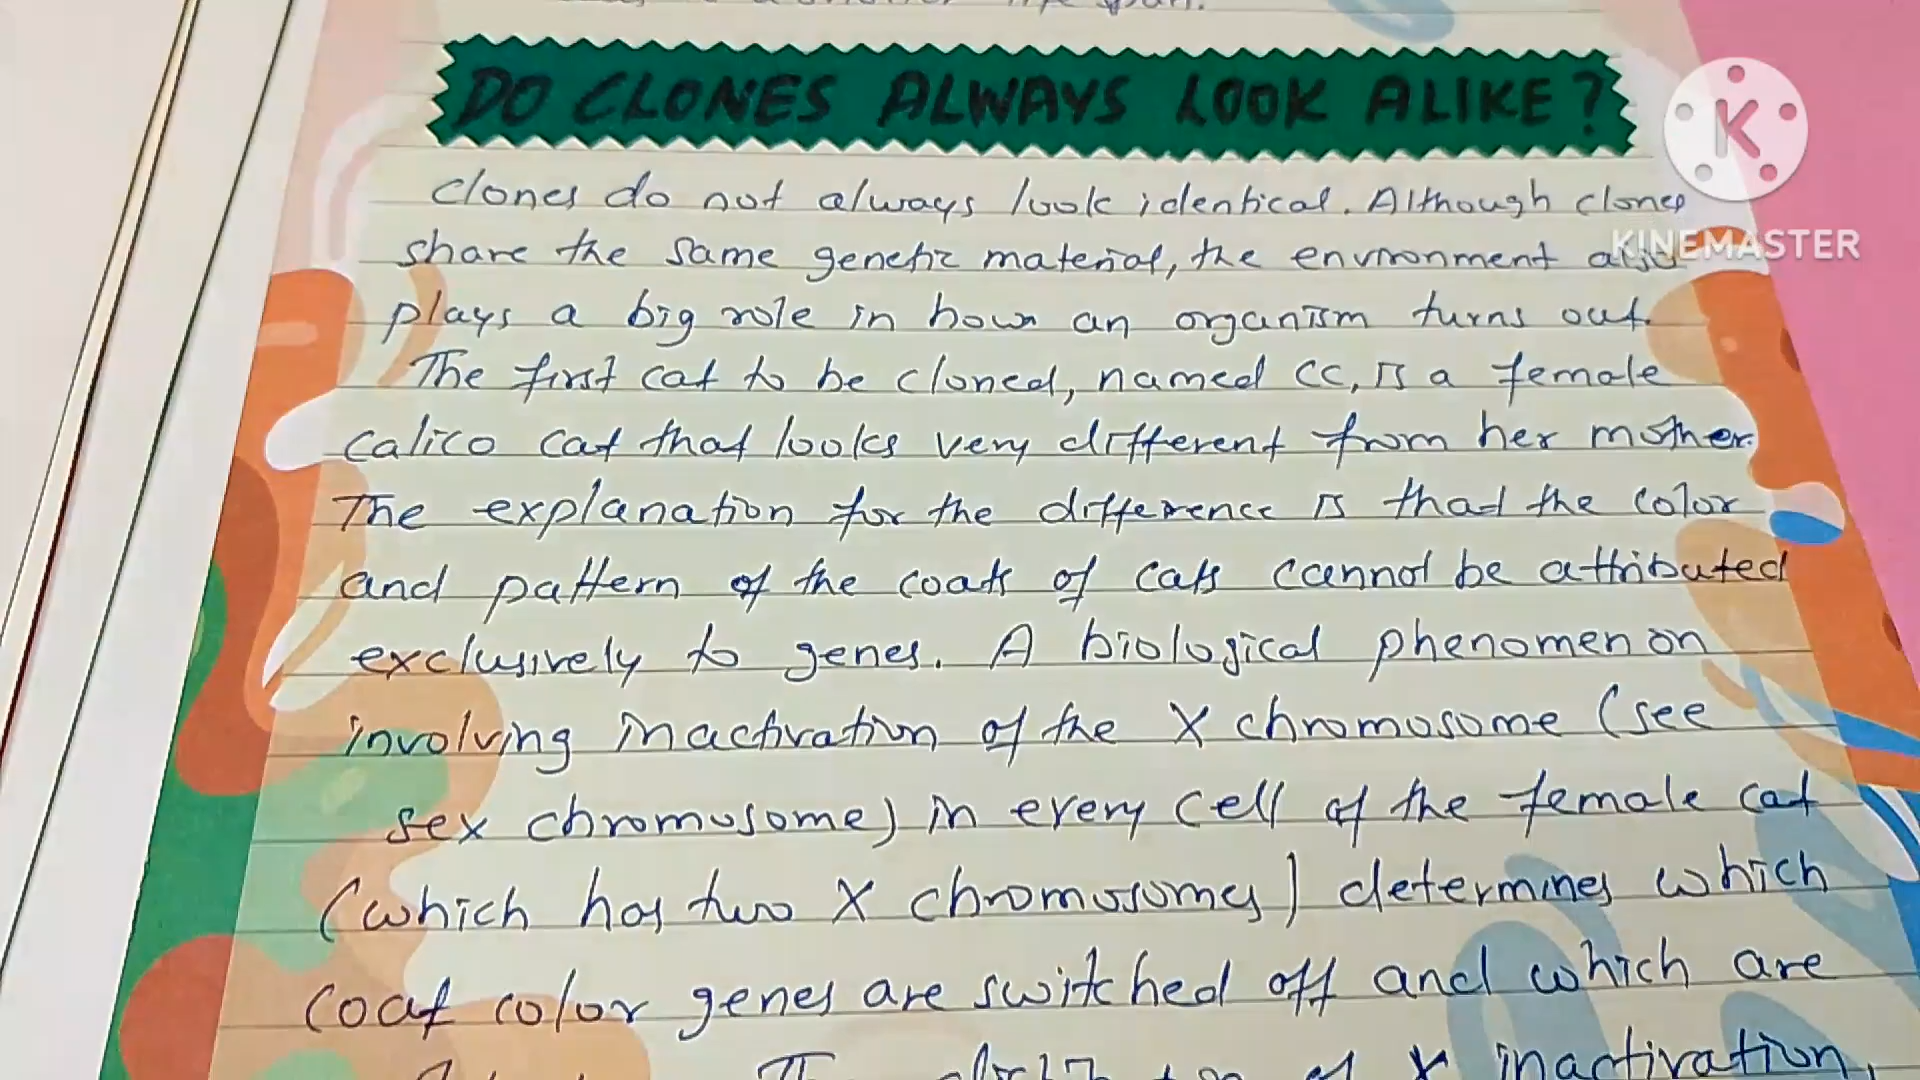 span.
DO CLONES ALWAYS LOOK ALIKE?
Clones do not always look identical. Although clones
share the same genetic material, the environment also
plays a big role in how an organism turns out.
The first cat to be cloned, named CC, is a female
calico cat that looks very different from her mother.
The explanation for the difference is that the color
and pattern of the coats of cats cannot be attributed
exclusively to genes. A biological phenomenon
involving inactivation of the X chromosome (see
sex chromosome) in every cell of the female cat
(which has two X chromosomes) determines which
coat color genes are switched off and which are
The of X inactivation,
K
KINEMASTER